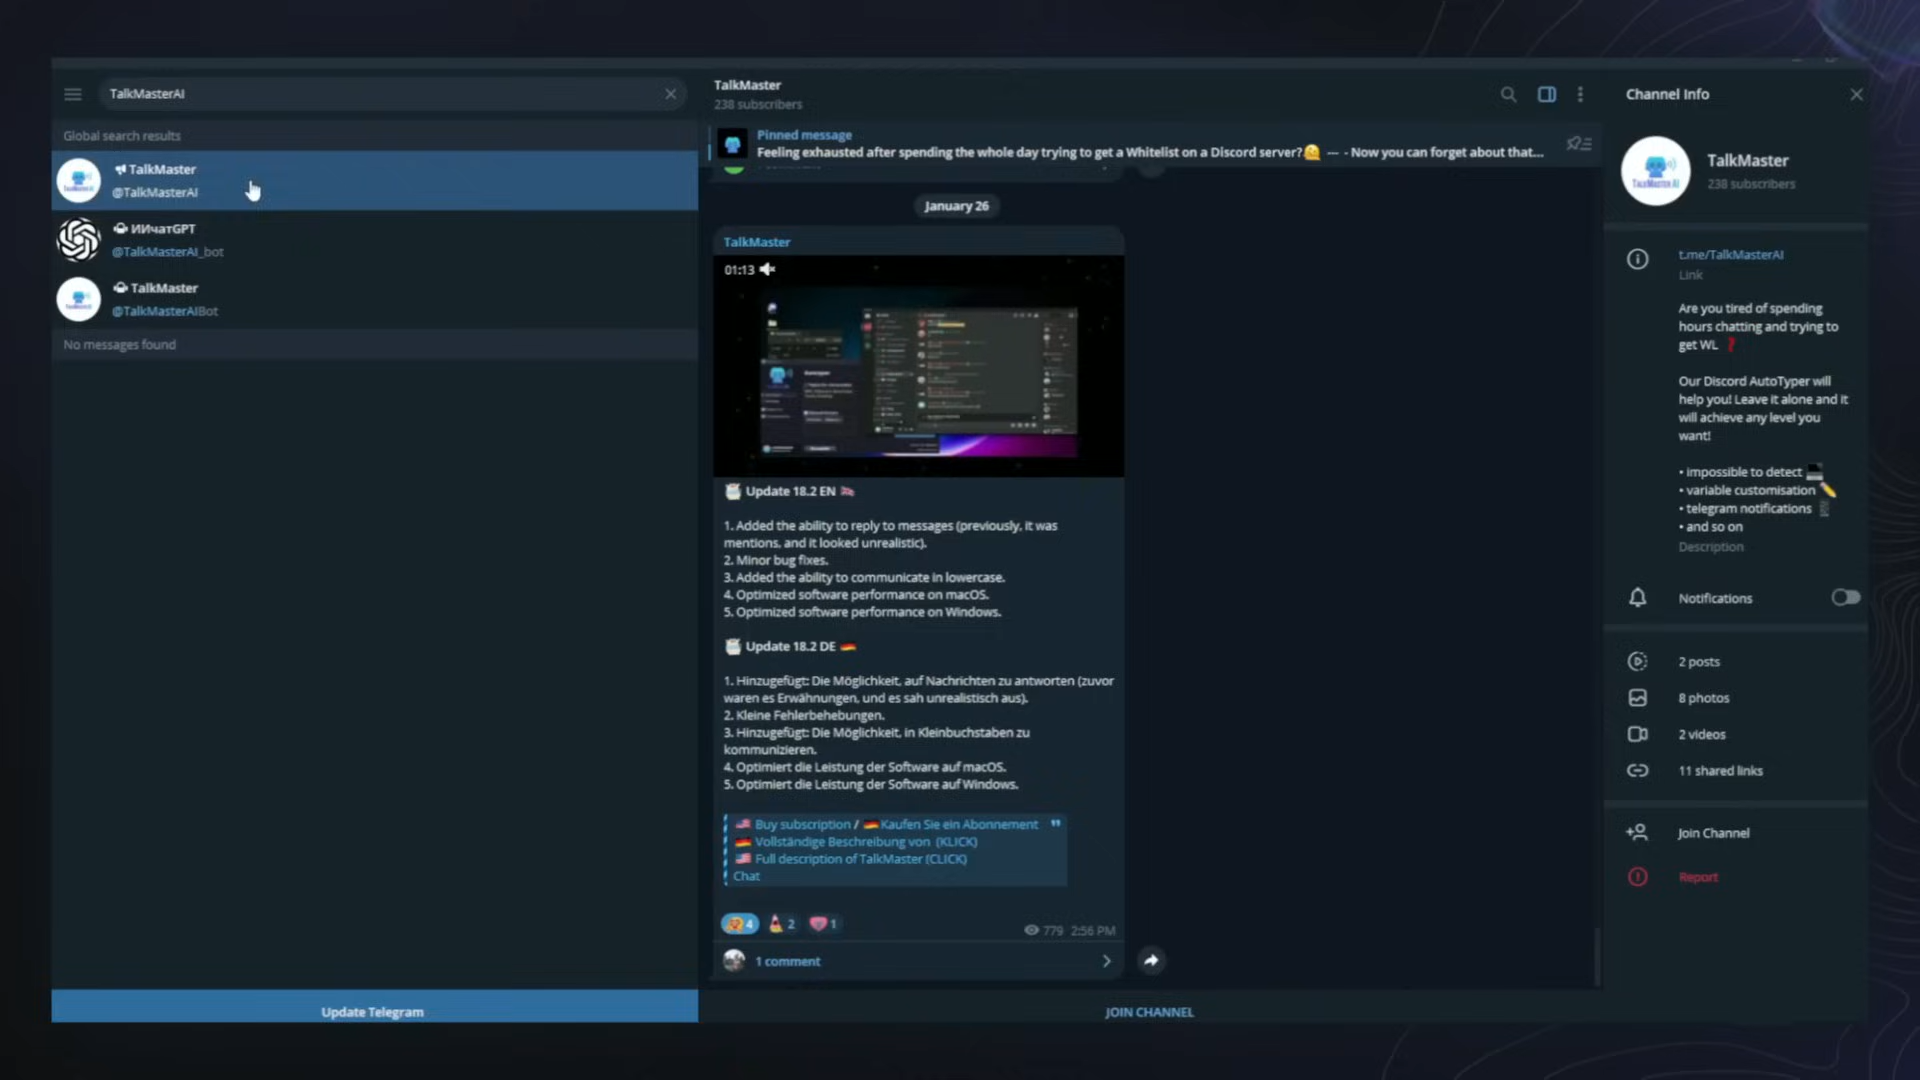 TalkMasterAI
Global search results
TalkMaster
@TalkMasterAI
ИИчатGPT
@TalkMasterAI_bot
TalkMaster
@TalkMasterAIBot
No messages found
Update Telegram
TalkMaster
238 subscribers
Pinned message
Feeling exhausted after spending the whole day trying to get a Whitelist on a Discord server?🫠 --- - Now you can forget about that...
January 26
TalkMaster
01:13
Update 18.2 EN 🇬🇧
1. Added the ability to reply to messages (previously, it was
mentions, and it looked unrealistic).
2. Minor bug fixes.
3. Added the ability to communicate in lowercase.
4. Optimized software performance on macOS.
5. Optimized software performance on Windows.
Update 18.2 DE 🇩🇪
1. Hinzugefügt: Die Möglichkeit, auf Nachrichten zu antworten (zuvor
waren es Erwähnungen, und es sah unrealistisch aus).
2. Kleine Fehlerbehebungen.
3. Hinzugefügt: Die Möglichkeit, in Kleinbuchstaben zu
kommunizieren.
4. Optimiert die Leistung der Software auf macOS.
5. Optimiert die Leistung der Software auf Windows.
🇺🇸 Buy subscription / 🇩🇪Kaufen Sie ein Abonnement
🇩🇪 Vollständige Beschreibung von (KLICK)
🇺🇸 Full description of TalkMaster (CLICK)
Chat
4 2 1
779 2:56 PM
1 comment
JOIN CHANNEL
Channel Info
TalkMaster
238 subscribers
t.me/TalkMasterAI
Link
Are you tired of spending
hours chatting and trying to
get WL ❓
Our Discord AutoTyper will
help you! Leave it alone and it
will achieve any level you
want!
• impossible to detect
• variable customisation ✏️
• telegram notifications
• and so on
Description
Notifications
2 posts
8 photos
2 videos
11 shared links
Join Channel
Report